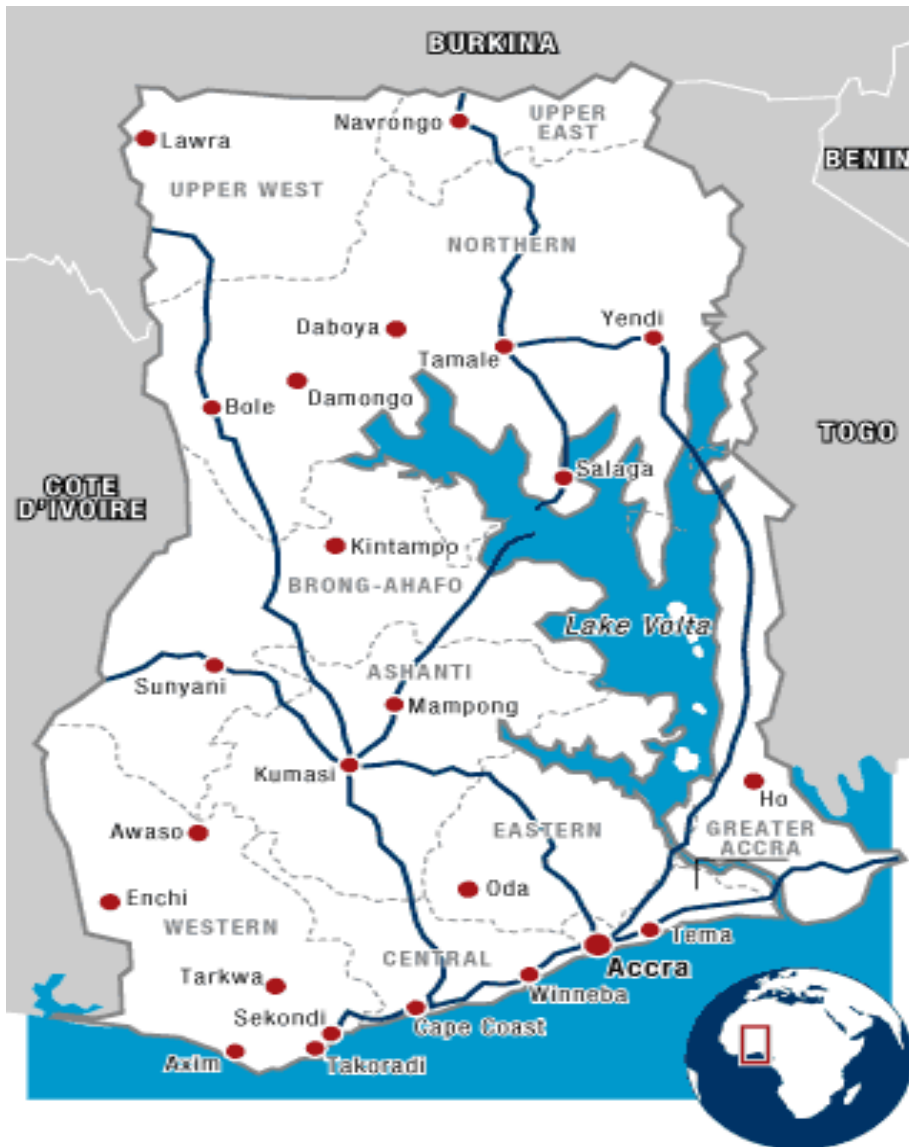 BURKINA
Navrongo
UPPER
EAST
Lawra
BENIN
UPPER WEST
NORTHERN
Daboya
Yendi
Tamale
Damongo
Bole
TOGO
Salaga
COTE
D'IVOIRE
Kintampo
BRONG-AHAFO
Lake Volta
ASHANTI
Sunyani
Mampong
Kumasi
Ho
Awaso
EASTERN
GREATER
ACCRA
Oda
Enchi
WESTERN
Tema
CENTRAL
Accra
Tarkwa
Winneba
Sekondi
Cape Coast
Axim
Takoradi